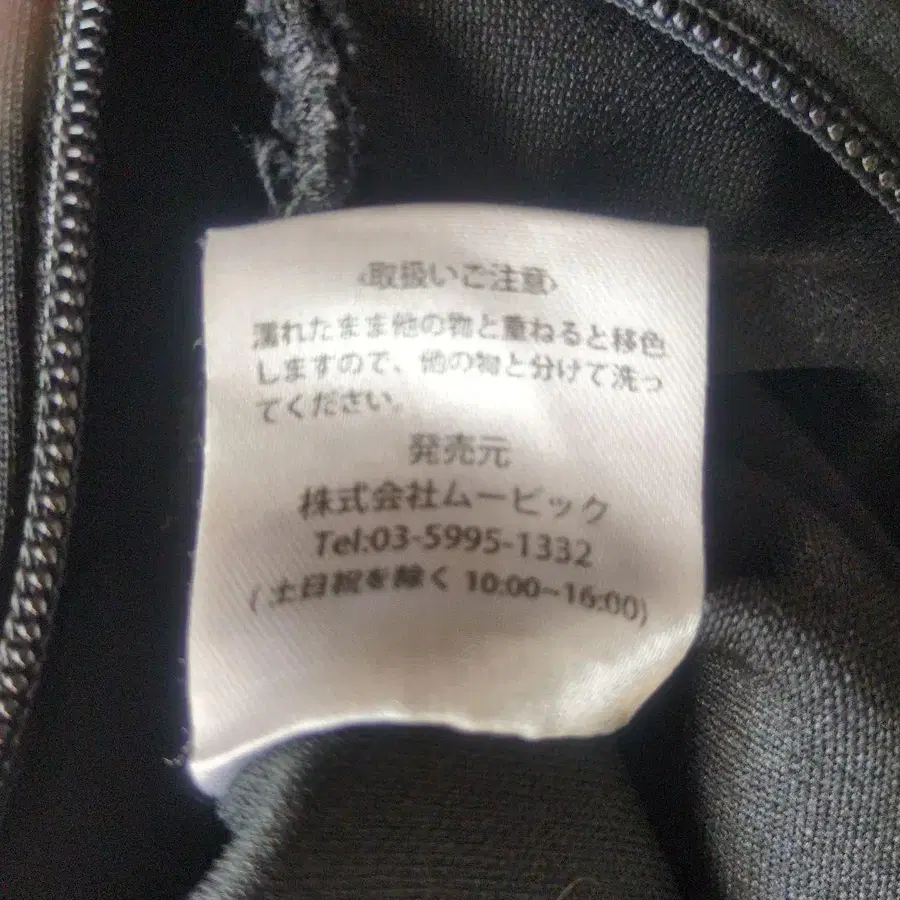 ‹取扱いご注意›
濡れたまま他の物と重ねると移色
しますので、他の物と分けて洗っ
てください。
発売元
株式会社ムービック
Tel:03-5995-1332
(土日祝を除く 10:00~16:00)